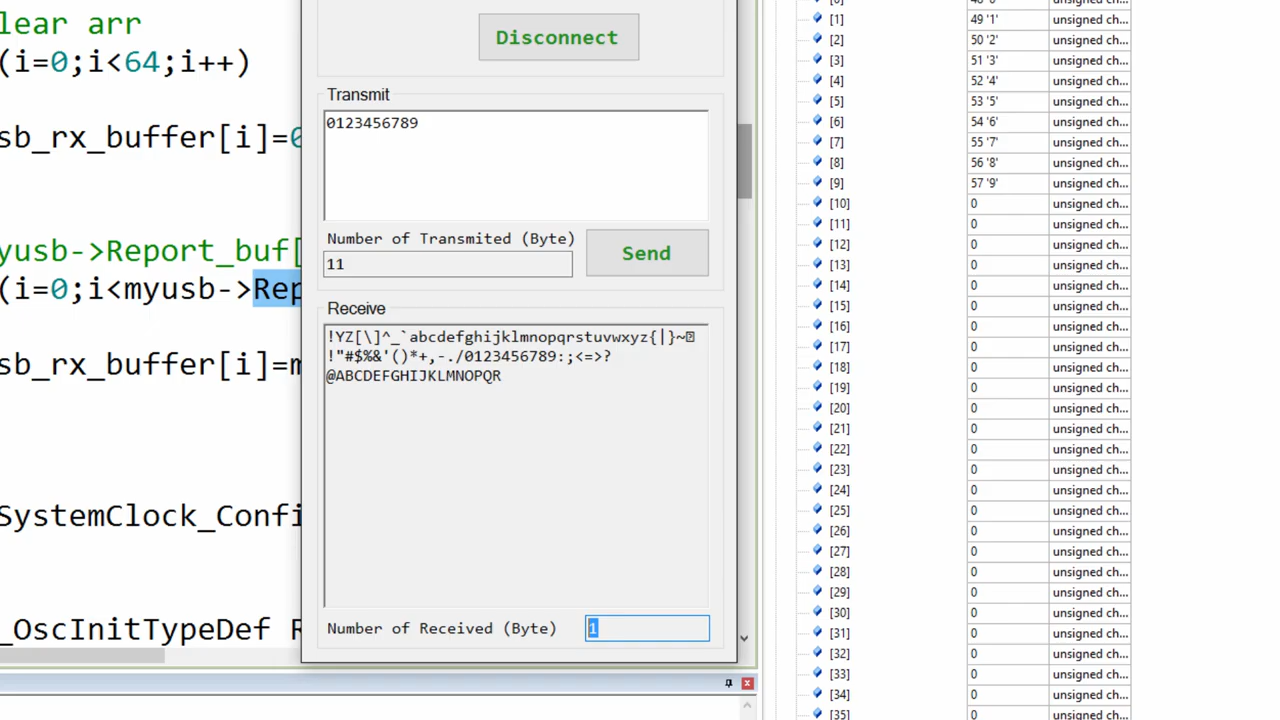 lear arr
(i=0;i<64;i++)
sb_rx_buffer[i]=0
yusb->Report_buf[
(i=0;i<myusb->Rep
sb_rx_buffer[i]=m
SystemClock_Confi
_OscInitTypeDef R
Disconnect
Transmit
0123456789
Number of Transmited (Byte)
11
Send
Receive
!YZ[\]^_`abcdefghijklmnopqrstuvwxyz{|}~
!"#$%&'()*+,-./0123456789:;<=>?
@ABCDEFGHIJKLMNOPQR
Number of Received (Byte)
1
[1] 49 '1' unsigned ch...
[2] 50 '2' unsigned ch...
[3] 51 '3' unsigned ch...
[4] 52 '4' unsigned ch...
[5] 53 '5' unsigned ch...
[6] 54 '6' unsigned ch...
[7] 55 '7' unsigned ch...
[8] 56 '8' unsigned ch...
[9] 57 '9' unsigned ch...
[10] 0 unsigned ch...
[11] 0 unsigned ch...
[12] 0 unsigned ch...
[13] 0 unsigned ch...
[14] 0 unsigned ch...
[15] 0 unsigned ch...
[16] 0 unsigned ch...
[17] 0 unsigned ch...
[18] 0 unsigned ch...
[19] 0 unsigned ch...
[20] 0 unsigned ch...
[21] 0 unsigned ch...
[22] 0 unsigned ch...
[23] 0 unsigned ch...
[24] 0 unsigned ch...
[25] 0 unsigned ch...
[26] 0 unsigned ch...
[27] 0 unsigned ch...
[28] 0 unsigned ch...
[29] 0 unsigned ch...
[30] 0 unsigned ch...
[31] 0 unsigned ch...
[32] 0 unsigned ch...
[33] 0 unsigned ch...
[34] 0 unsigned ch...
[35] 0 unsigned ch...